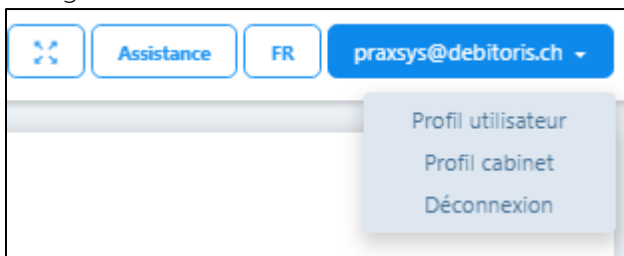 Assistance
FR
praxsys@debitoris.ch
Profil utilisateur
Profil cabinet
Déconnexion